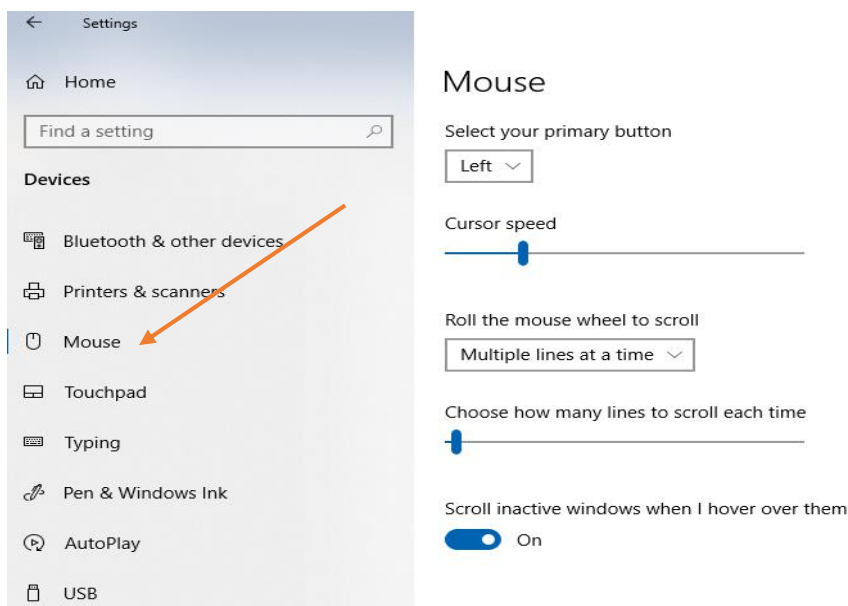 Settings
Home
Find a setting
Devices
Bluetooth & other devices
Printers & scanners
Mouse
Touchpad
Typing
Pen & Windows Ink
AutoPlay
USB
Mouse
Select your primary button
Left
Cursor speed
Roll the mouse wheel to scroll
Multiple lines at a time
Choose how many lines to scroll each time
Scroll inactive windows when I hover over them
On